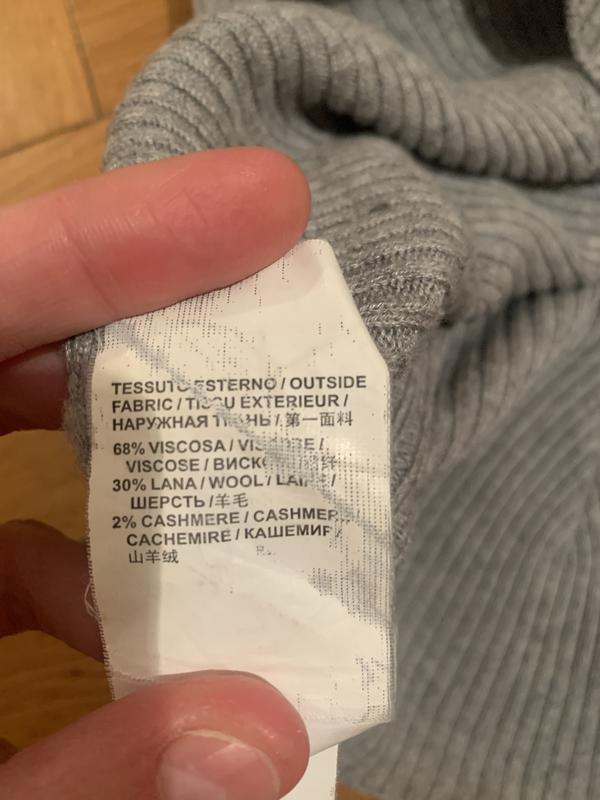 TESSUTO ESTERNO / OUTSIDE
FABRIC / TISSU EXTERIEUR /
НАРУЖНАЯ ТКАНЬ / 第一面料
68% VISCOSA / VISCOSE /
VISCOSE /
30% LANA / WOOL / LAINE /
ШЕРСТЬ /羊毛
2% CASHMERE / CASHMERE
CACHEMIRE / КАШЕМИР/
山羊绒